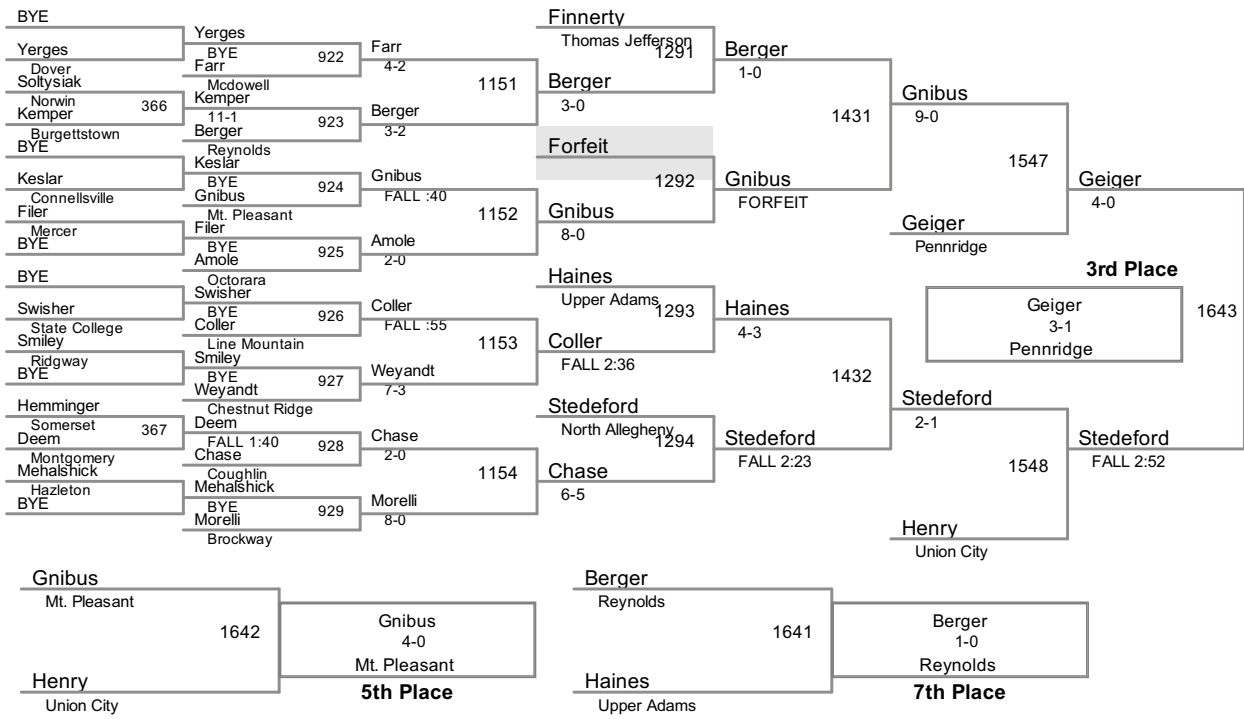 BYE
Yerges
Dover
Soltysiak
Norwin
366
Kemper
Burgettstown
BYE
Keslar
Connellsville
Filer
Mercer
BYE
BYE
Swisher
State College
Smiley
Ridgway
BYE
Hemminger
Somerset
367
Deem
Montgomery
Mehalshick
Hazleton
BYE
Yerges
BYE
922
Farr
Mcdowell
Kemper
11-1
923
Berger
Reynolds
Keslar
BYE
924
Gnibus
Mt. Pleasant
Filer
BYE
925
Amole
Octorara
Swisher
BYE
926
Coller
Line Mountain
Smiley
BYE
927
Weyandt
Chestnut Ridge
Deem
FALL 1:40
928
Chase
Coughlin
Mehalshick
BYE
929
Morelli
Brockway
Farr
4-2
1151
Berger
3-2
Gnibus
FALL :40
1152
Amole
2-0
Coller
FALL :55
1153
Weyandt
7-3
Chase
2-0
1154
Morelli
8-0
Finnerty
Thomas Jefferson
1291
Berger
3-0
Forfeit
1292
Gnibus
8-0
Haines
Upper Adams
1293
Coller
FALL 2:36
Stedeford
North Allegheny
1294
Chase
6-5
Berger
1-0
1431
Gnibus
FORFEIT
Haines
4-3
1432
Stedeford
FALL 2:23
Gnibus
9-0
1547
Geiger
Pennridge
Stedeford
2-1
1548
Henry
Union City
Geiger
4-0
3rd Place
Geiger
3-1
Pennridge
1643
Stedeford
FALL 2:52
Gnibus
Mt. Pleasant
1642
Henry
Union City
Gnibus
4-0
Mt. Pleasant
5th Place
Berger
Reynolds
1641
Haines
Upper Adams
Berger
1-0
Reynolds
7th Place